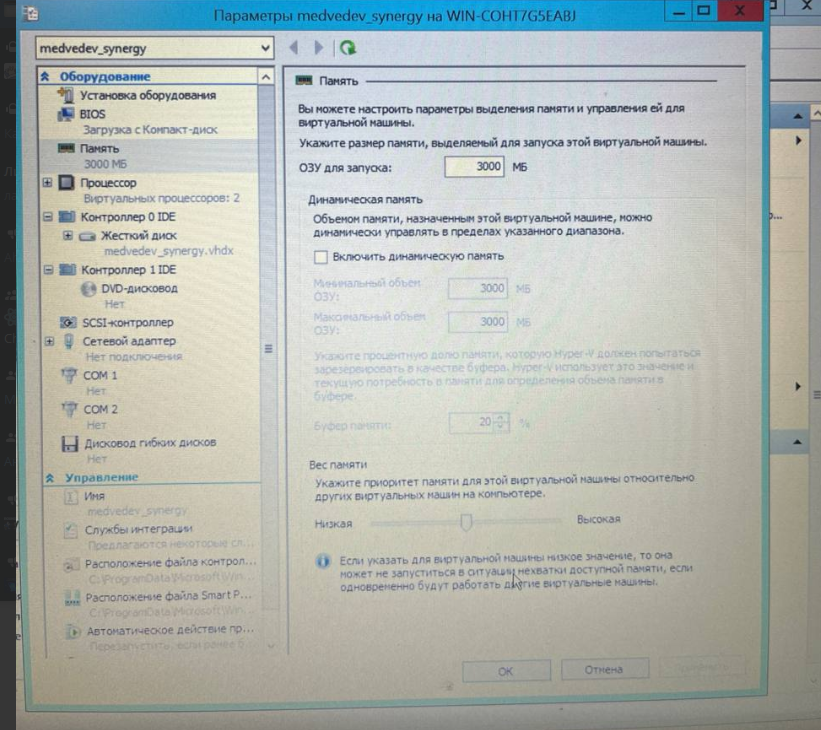 Параметры medvedev_synergy на WIN-COHT7G5EABJ
medvedev_synergy
Оборудование
Установка оборудования
BIOS
Загрузка с Компакт-диск
Память
3000 МБ
Процессор
Виртуальных процессоров: 2
Контроллер 0 IDE
Жесткий диск
medvedev_synergy.vhdx
Контроллер 1 IDE
DVD-дисковод
Нет
SCSI-контроллер
Сетевой адаптер
Нет подключения
COM 1
Нет
COM 2
Нет
Дисковод гибких дисков
Нет
Управление
Имя
medvedev_synergy
Службы интеграции
Предлагаются некоторые сл...
Расположение файла контрол...
C:\ProgramData\Microsoft\Win...
Расположение файла Smart P...
C:\ProgramData\Microsoft\Win...
Автоматическое действие пр...
Перезапустить, если ранее б...
Память
Вы можете настроить параметры выделения памяти и управления ей для
виртуальной машины.
Укажите размер памяти, выделяемый для запуска этой виртуальной машины.
ОЗУ для запуска: 3000 МБ
Динамическая память
Объемом памяти, назначенным этой виртуальной машине, можно
динамически управлять в пределах указанного диапазона.
Включить динамическую память
Минимальный объем
ОЗУ: 3000 МБ
Максимальный объем
ОЗУ: 3000 МБ
Укажите процентную долю памяти, которую Hyper-V должен попытаться
зарезервировать в качестве буфера. Hyper-V использует это значение и
текущую потребность в памяти для определения объема памяти в
буфере.
Буфер памяти: 20 %
Вес памяти
Укажите приоритет памяти для этой виртуальной машины относительно
других виртуальных машин на компьютере.
Низкая Высокая
Если указать для виртуальной машины низкое значение, то она
может не запуститься в ситуации нехватки доступной памяти, если
одновременно будут работать другие виртуальные машины.
OK Отмена